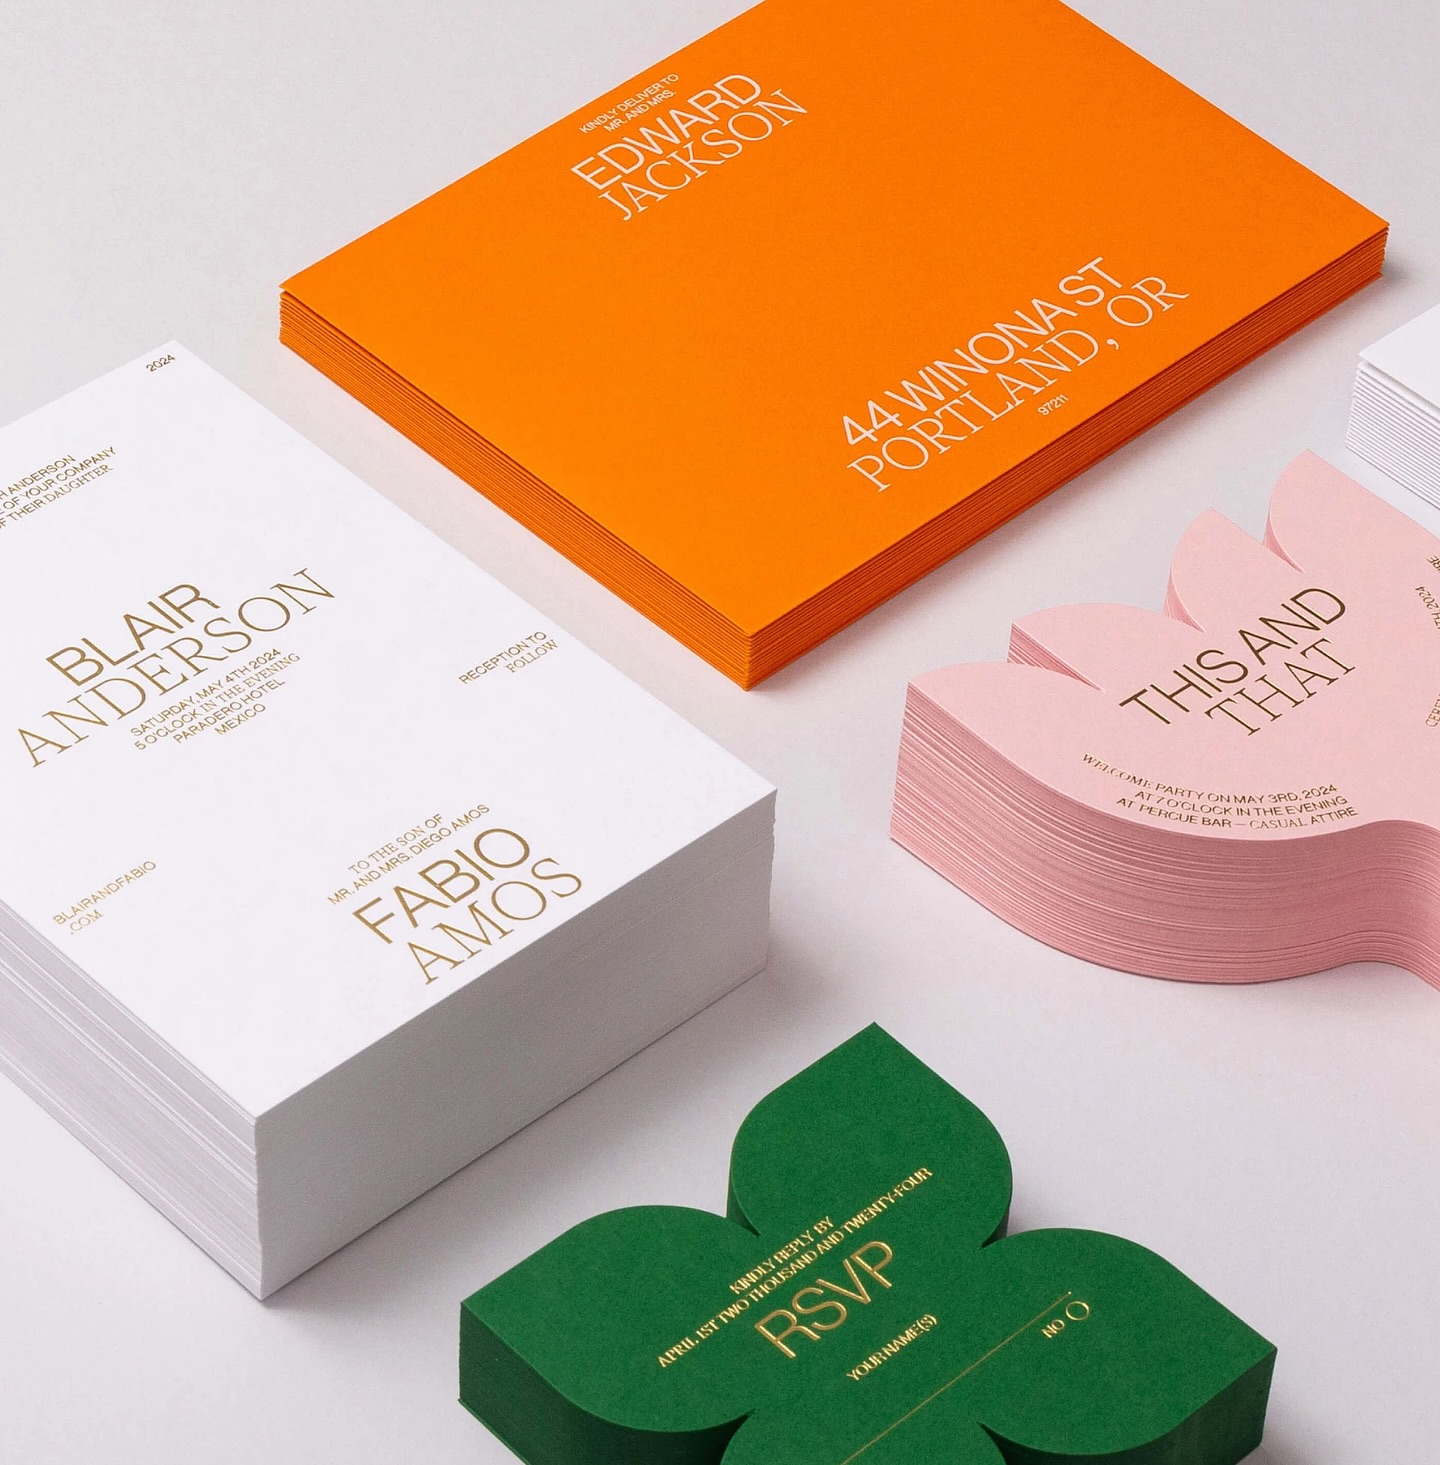 KINDLY DELIVER TO
MR. AND MRS.
EDWARD
JACKSON
44 WINONA ST
PORTLAND, OR
97211
2024
ANDERSON
OF YOUR COMPANY
OF THEIR DAUGHTER
BLAIR
ANDERSON
SATURDAY, MAY 4TH 2024
5 O'CLOCK IN THE EVENING
PARADERO HOTEL
MEXICO
RECEPTION TO
FOLLOW
TO THE SON OF
MR. AND MRS. DIEGO AMOS
FABIO
AMOS
BLAIRANDFABIO
.COM
THIS AND
THAT
WELCOME PARTY ON MAY 3RD, 2024
AT 7 O'CLOCK IN THE EVENING
AT PERCUE BAR — CASUAL ATTIRE
2024
KINDLY REPLY BY
APRIL 1ST TWO THOUSAND AND TWENTY-FOUR
RSVP
YOUR NAME(S)
NO